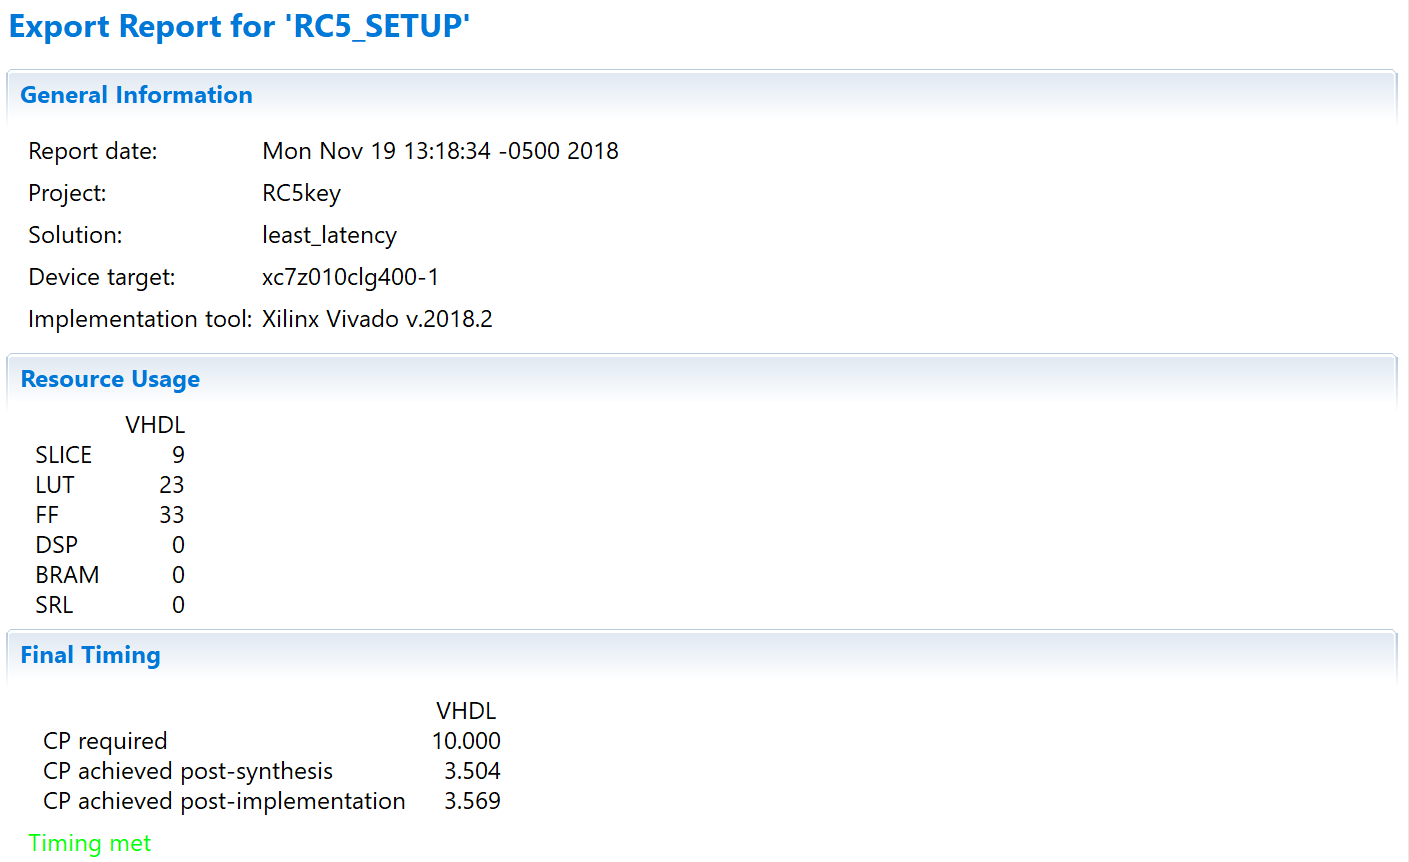 Export Report for 'RC5_SETUP'
General Information
Report date: Mon Nov 19 13:18:34 -0500 2018
Project: RC5key
Solution: least_latency
Device target: xc7z010clg400-1
Implementation tool: Xilinx Vivado v.2018.2
Resource Usage
VHDL
SLICE 9
LUT 23
FF 33
DSP 0
BRAM 0
SRL 0
Final Timing
VHDL
CP required 10.000
CP achieved post-synthesis 3.504
CP achieved post-implementation 3.569
Timing met